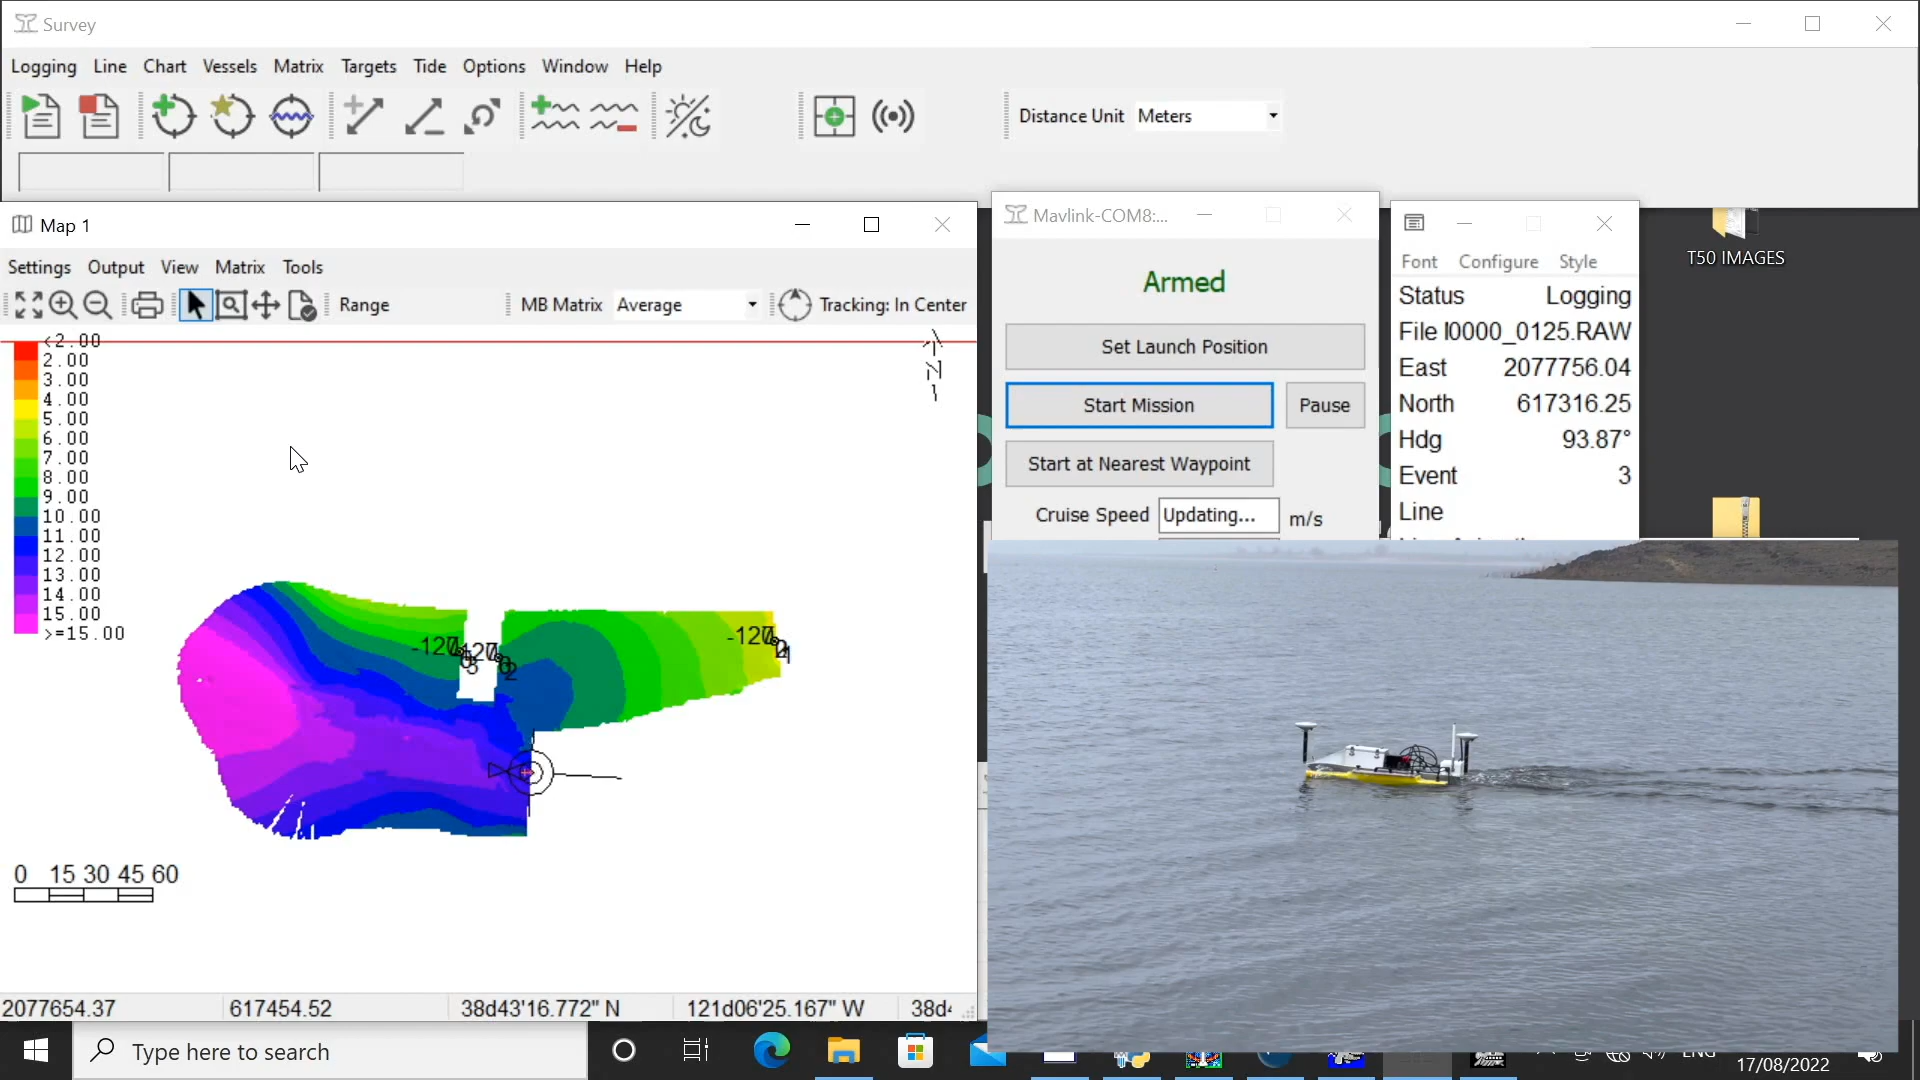 Survey
Logging Line Chart Vessels Matrix Targets Tide Options Window Help
Distance Unit Meters
Map 1
Settings Output View Matrix Tools
Range MB Matrix Average Tracking: In Center
<2.00
2.00
3.00
4.00
5.00
6.00
7.00
8.00
9.00
10.00
11.00
12.00
13.00
14.00
15.00
>=15.00
N
0 15 30 45 60
2077654.37 617454.52 38d43'16.772" N 121d06'25.167" W
Mavlink-COM8:...
Armed
Set Launch Position
Start Mission Pause
Start at Nearest Waypoint
Cruise Speed Updating... m/s
Font Configure Style
Status Logging
File I0000_0125.RAW
East 2077756.04
North 617316.25
Hdg 93.87°
Event 3
Line
T50 IMAGES
Type here to search
ENG
17/08/2022